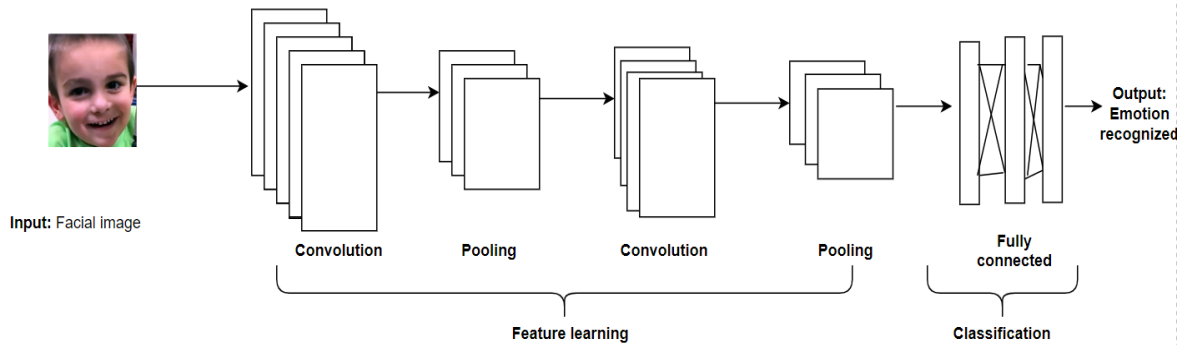 Output:
Emotion
recognized
Input: Facial image
Convolution
Pooling
Convolution
Pooling
Fully
connected
Feature learning
Classification